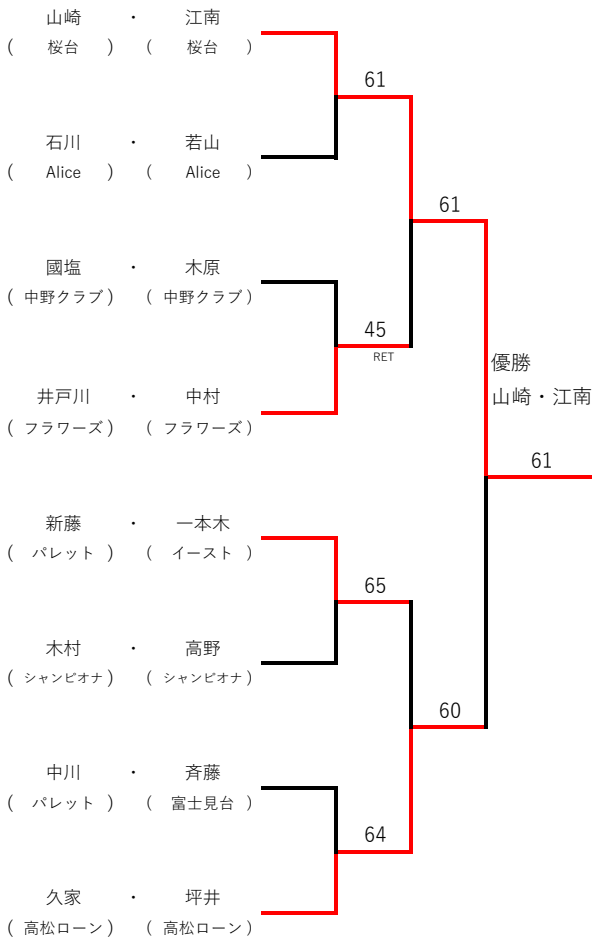 山崎 ・ 江南
( 桜台 ) ( 桜台 )
61
石川 ・ 若山
( Alice ) ( Alice )
61
國塩 ・ 木原
( 中野クラブ ) ( 中野クラブ )
45
RET
優勝
井戸川 ・ 中村
山崎・江南
( フラワーズ ) ( フラワーズ )
61
新藤 ・ 一本木
( パレット ) ( イースト )
65
木村 ・ 高野
( シャンピオナ ) ( シャンピオナ )
60
中川 ・ 斉藤
( パレット ) ( 富士見台 )
64
久家 ・ 坪井
( 高松ローン ) ( 高松ローン )